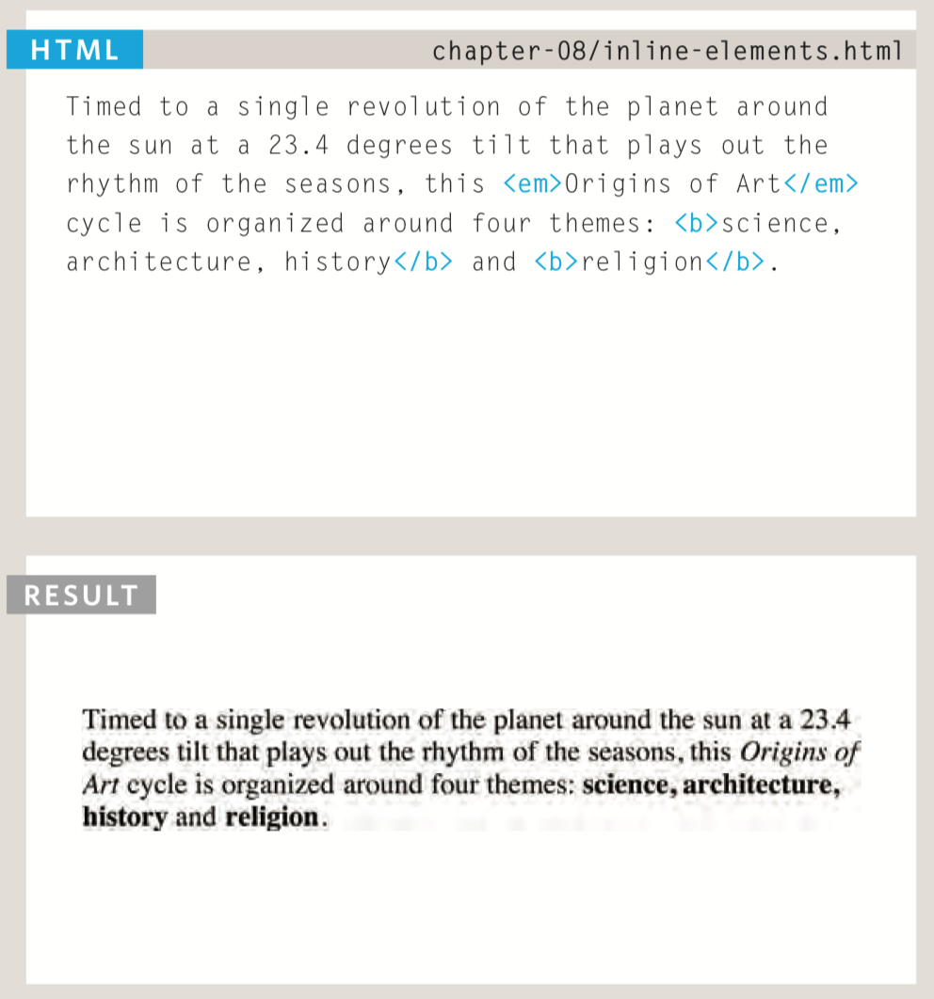 HTML
chapter-08/inline-elements.html
Timed to a single revolution of the planet around
the sun at a 23.4 degrees tilt that plays out the
rhythm of the seasons, this <em>Origins of Art</em>
cycle is organized around four themes: <b>science,
architecture, history</b> and <b>religion</b>.
RESULT
Timed to a single revolution of the planet around the sun at a 23.4
degrees tilt that plays out the rhythm of the seasons, this Origins of
Art cycle is organized around four themes: science, architecture,
history and religion.